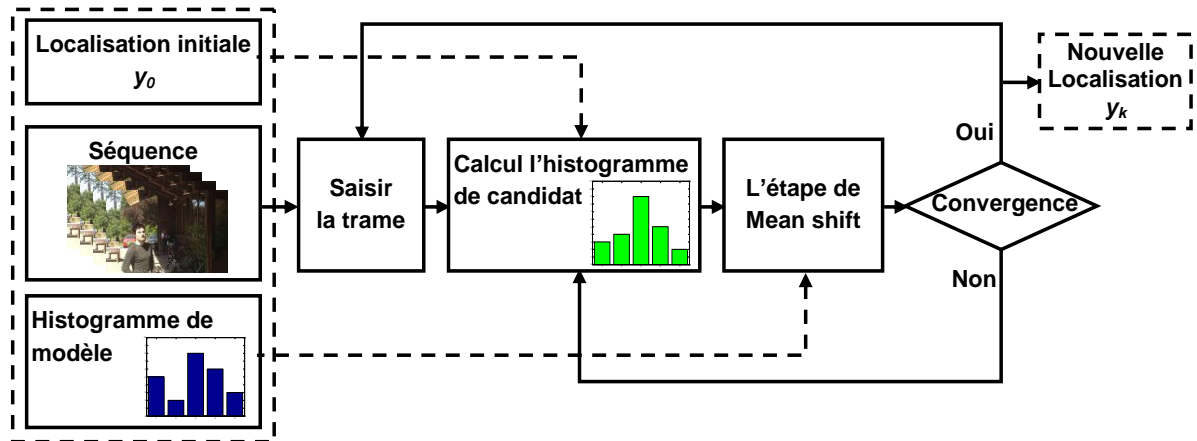 Localisation initiale
y0
Séquence
Histogramme de
modèle
Saisir
la trame
Calcul l’histogramme
de candidat
L’étape de
Mean shift
Convergence
Oui
Non
Nouvelle
Localisation
yk